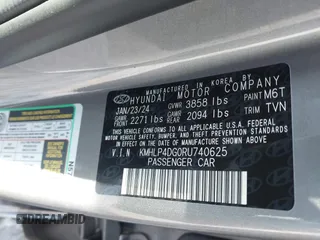 MANUFACTURED IN KOREA BY
HYUNDAI MOTOR COMPANY
JAN/23/24 GVWR 3858 lbs PAINT M6T
GAWR FRONT 2271 lbs GAWR REAR 2094 lbs TRIM TVN
THIS VEHICLE CONFORMS TO ALL APPLICABLE U.S. FEDERAL
MOTOR VEHICLE SAFETY, BUMPER, AND THEFT
PREVENTION STANDARDS IN EFFECT ON THE DATE OF
MANUFACTURE SHOWN ABOVE.
V.I.N KMHLP4DG0RU740625
PASSENGER CAR
DREAMBID